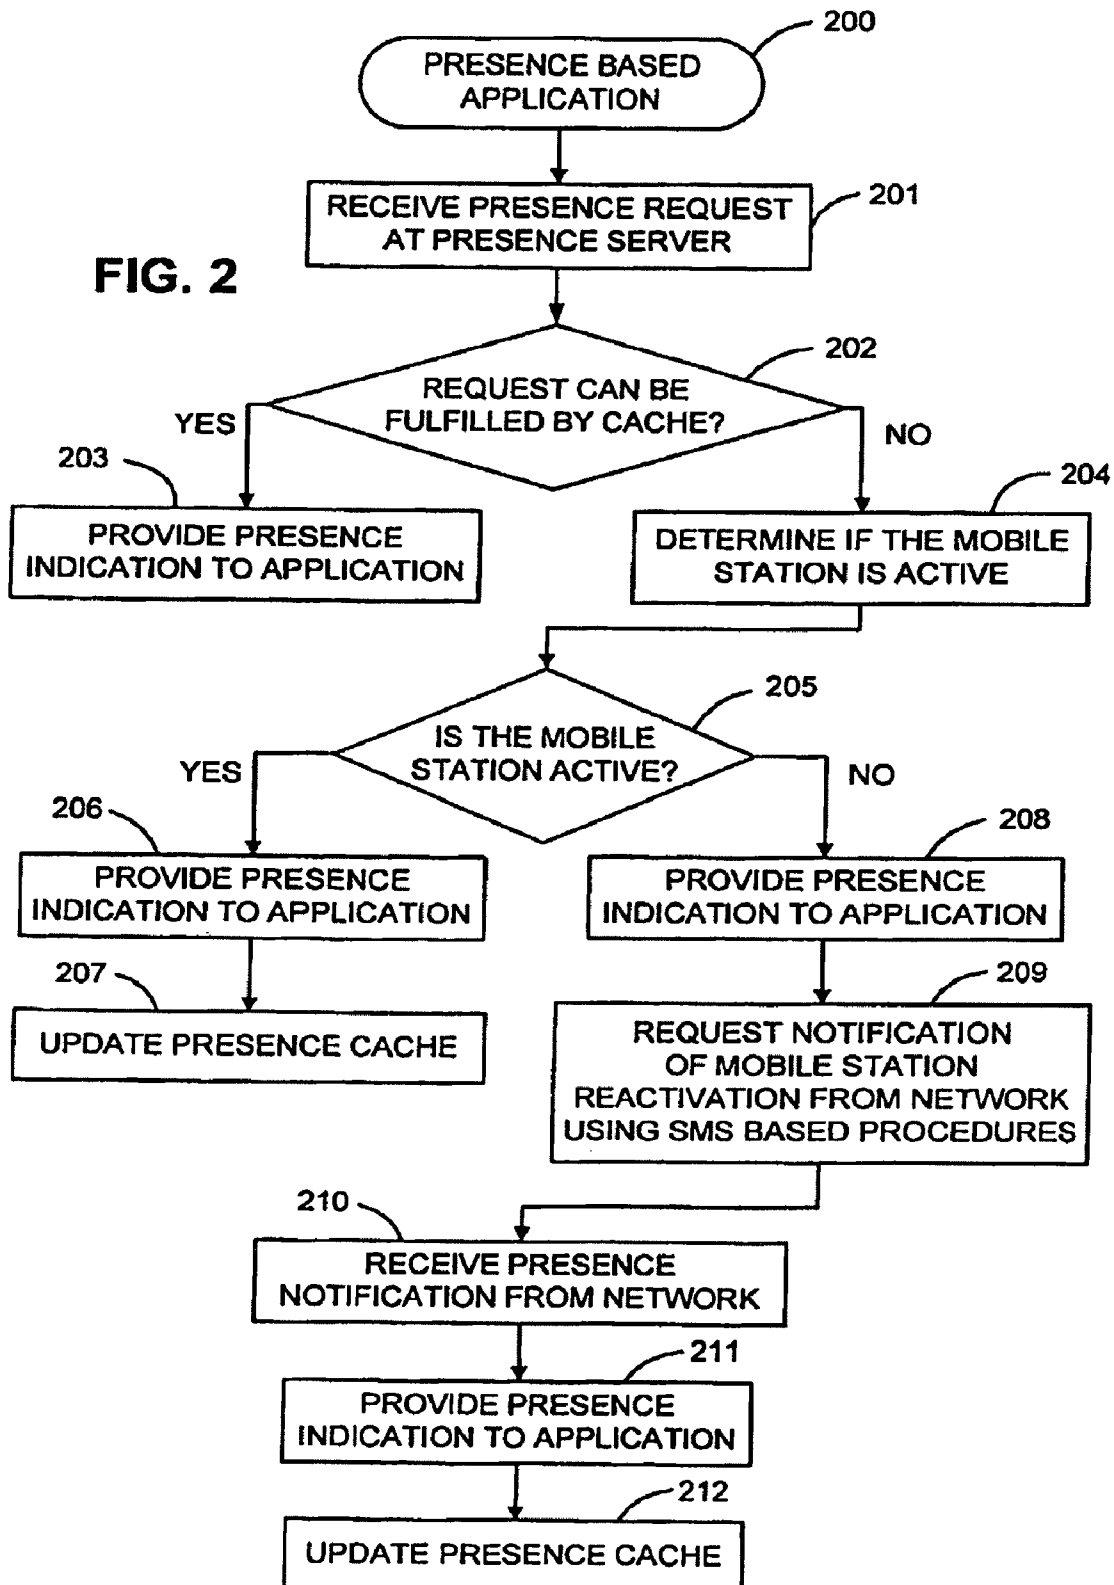 200
PRESENCE BASED
APPLICATION
201
RECEIVE PRESENCE REQUEST
AT PRESENCE SERVER
FIG. 2
202
REQUEST CAN BE
FULFILLED BY CACHE?
YES
NO
203
PROVIDE PRESENCE
INDICATION TO APPLICATION
204
DETERMINE IF THE MOBILE
STATION IS ACTIVE
205
IS THE MOBILE
STATION ACTIVE?
YES
NO
206
PROVIDE PRESENCE
INDICATION TO APPLICATION
208
PROVIDE PRESENCE
INDICATION TO APPLICATION
207
UPDATE PRESENCE CACHE
209
REQUEST NOTIFICATION
OF MOBILE STATION
REACTIVATION FROM NETWORK
USING SMS BASED PROCEDURES
210
RECEIVE PRESENCE
NOTIFICATION FROM NETWORK
211
PROVIDE PRESENCE
INDICATION TO APPLICATION
212
UPDATE PRESENCE CACHE